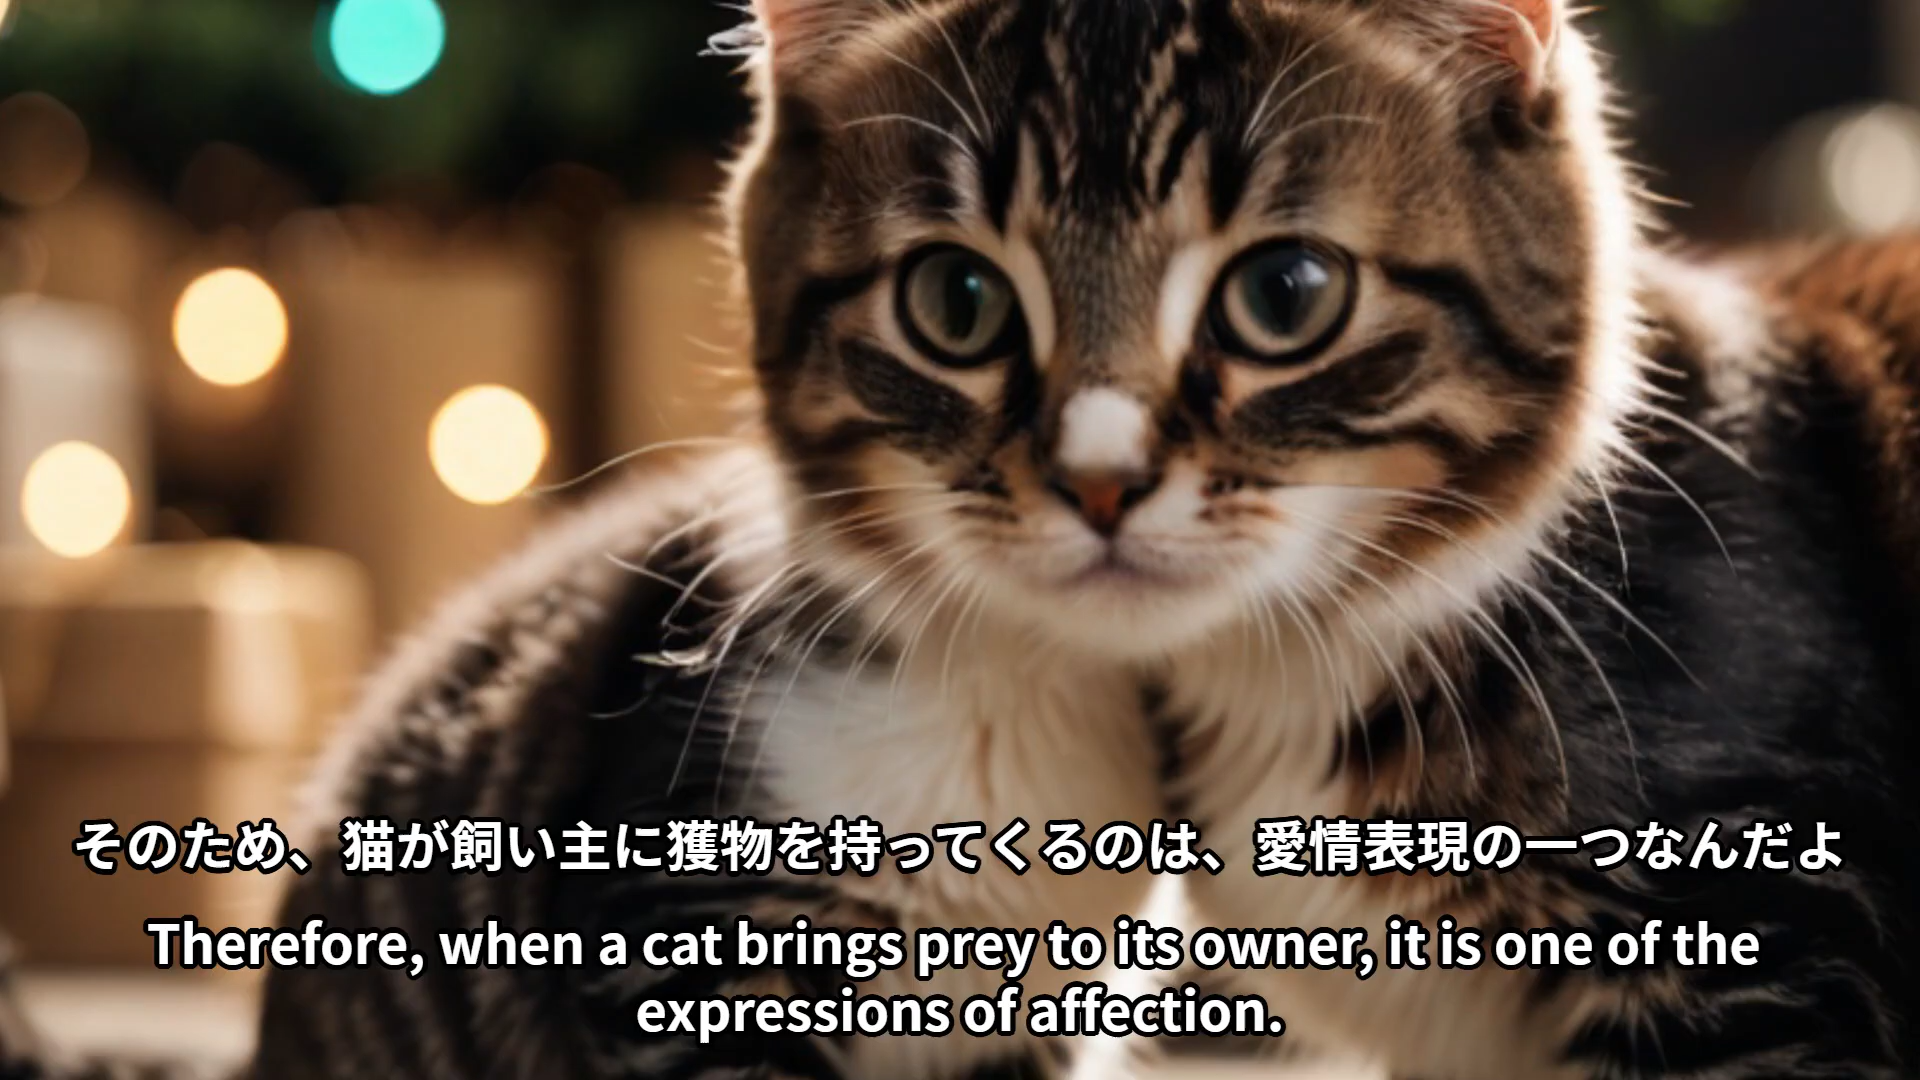 そのため、猫が飼い主に獲物を持ってくるのは、愛情表現の一つなんだよ
Therefore, when a cat brings prey to its owner, it is one of the
expressions of affection.